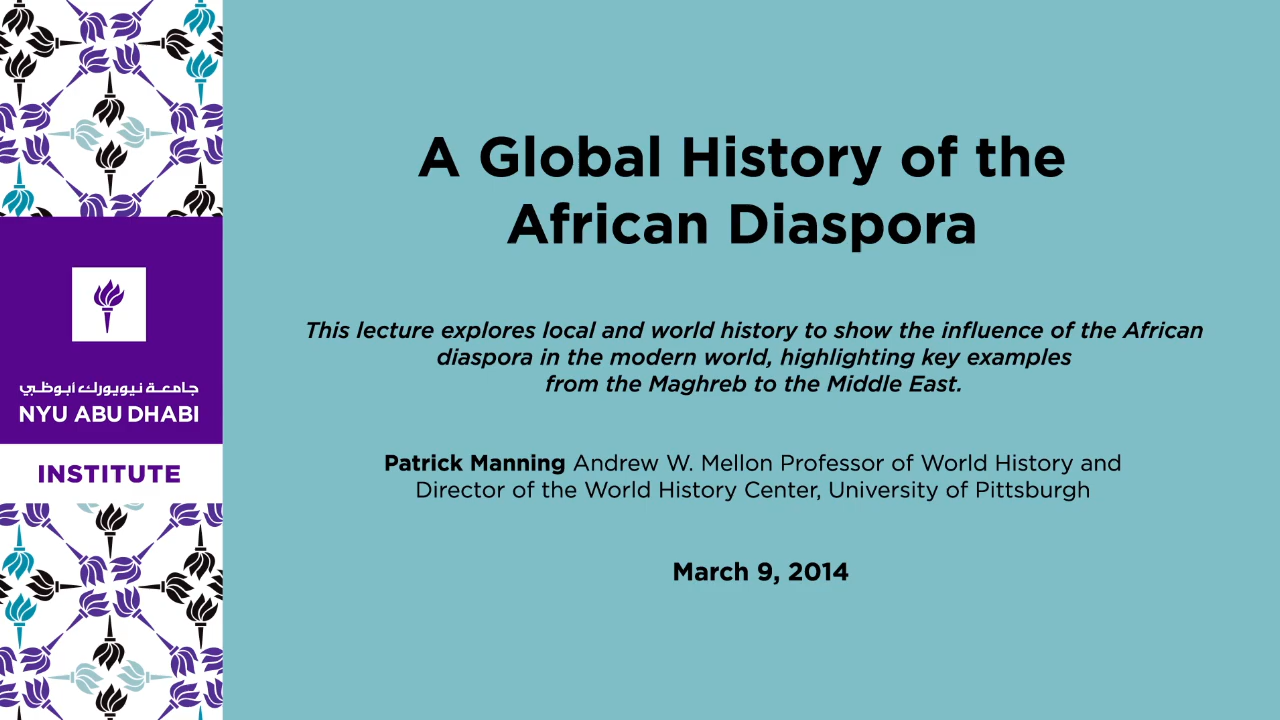 جامعة نيويورك أبوظبي
NYU ABU DHABI
INSTITUTE
A Global History of the
African Diaspora
This lecture explores local and world history to show the influence of the African
diaspora in the modern world, highlighting key examples
from the Maghreb to the Middle East.
Patrick Manning Andrew W. Mellon Professor of World History and
Director of the World History Center, University of Pittsburgh
March 9, 2014